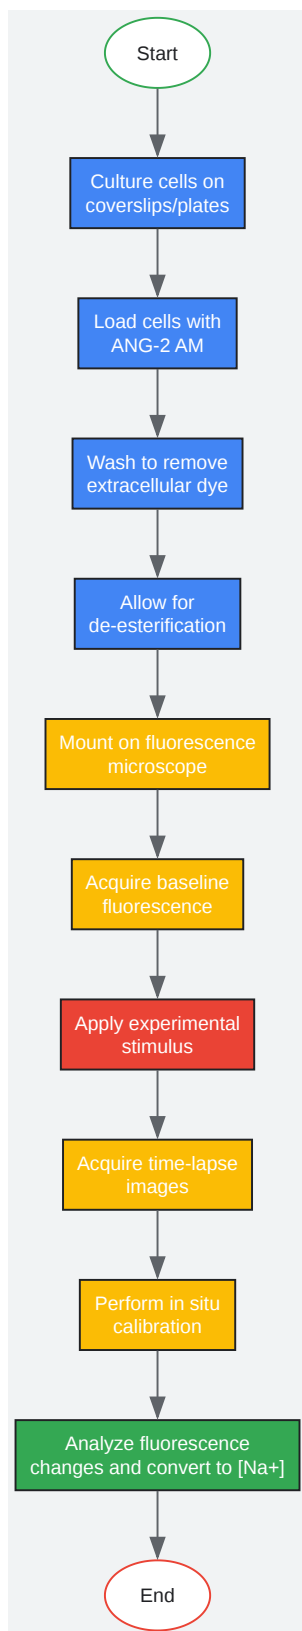 Start
Culture cells on
coverslips/plates
Load cells with
ANG-2 AM
Wash to remove
extracellular dye
Allow for
de-esterification
Mount on fluorescence
microscope
Acquire baseline
fluorescence
Apply experimental
stimulus
Acquire time-lapse
images
Perform in situ
calibration
Analyze fluorescence
changes and convert to [Na+]
End